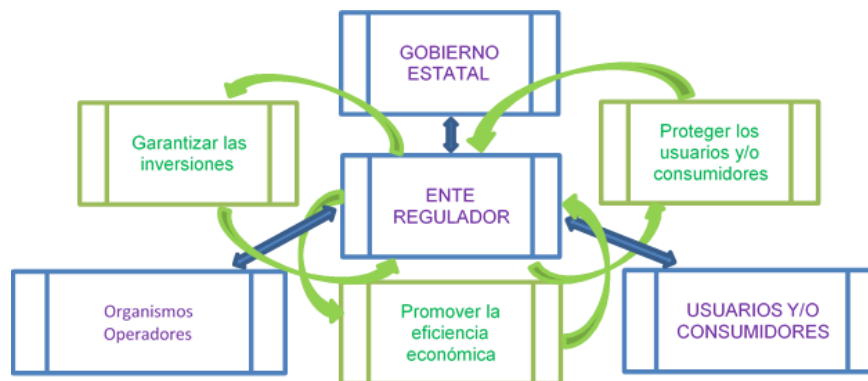 GOBIERNO
ESTATAL
Garantizar las
inversiones
Proteger los
usuarios y/o
consumidores
ENTE
REGULADOR
Organismos
Operadores
Promover la
eficiencia
económica
USUARIOS Y/O
CONSUMIDORES